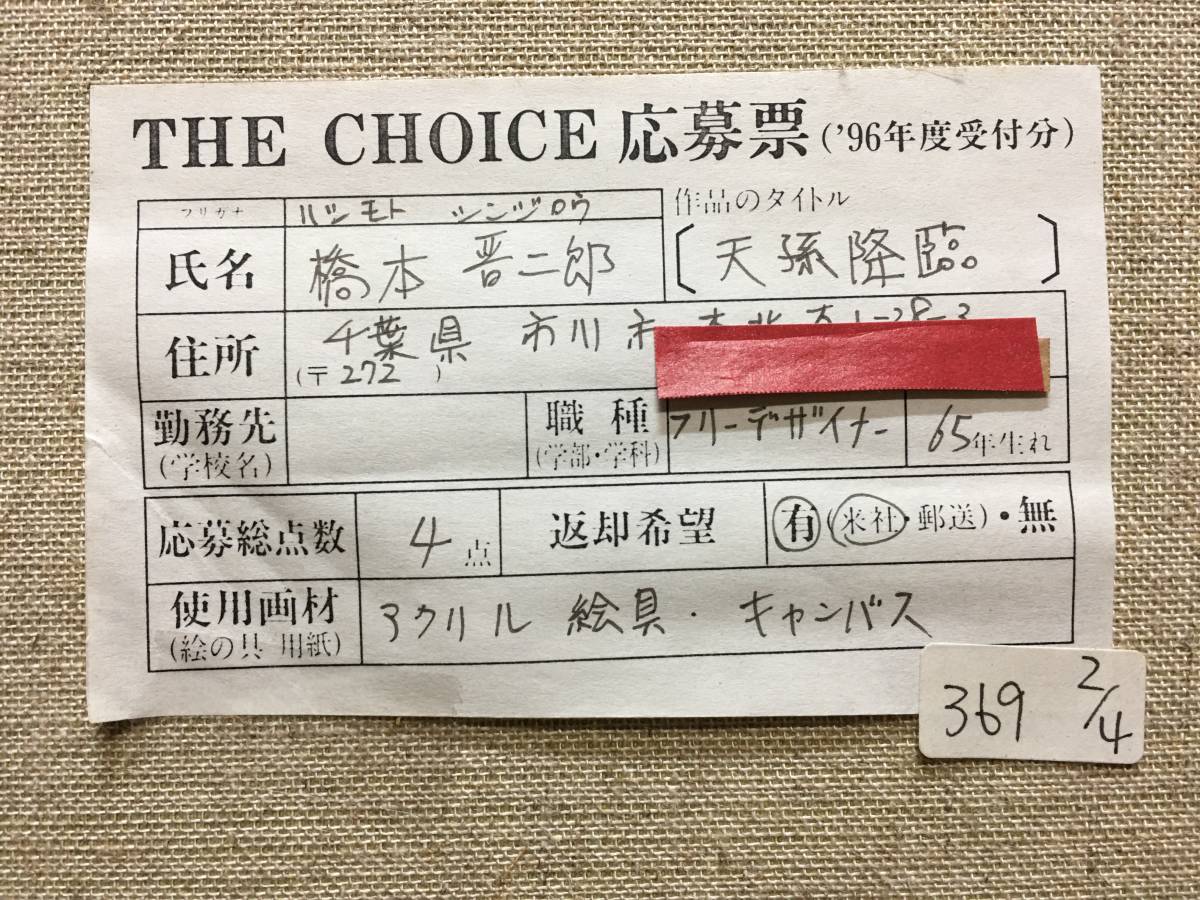 THE CHOICE 応募票 ('96年度受付分)
フリガナ ハシモト シンジロウ
氏名 橋本 晋二郎
作品のタイトル
〔天孫降臨〕
住所 千葉県 市川市
(〒272 )
勤務先 職種 フリーデザイナー 65年生れ
(学校名) (学部・学科)
応募総点数 4点 返却希望 有(来社・郵送)・無
使用画材 アクリル 絵具・キャンバス
(絵の具 用紙)
369 2/4